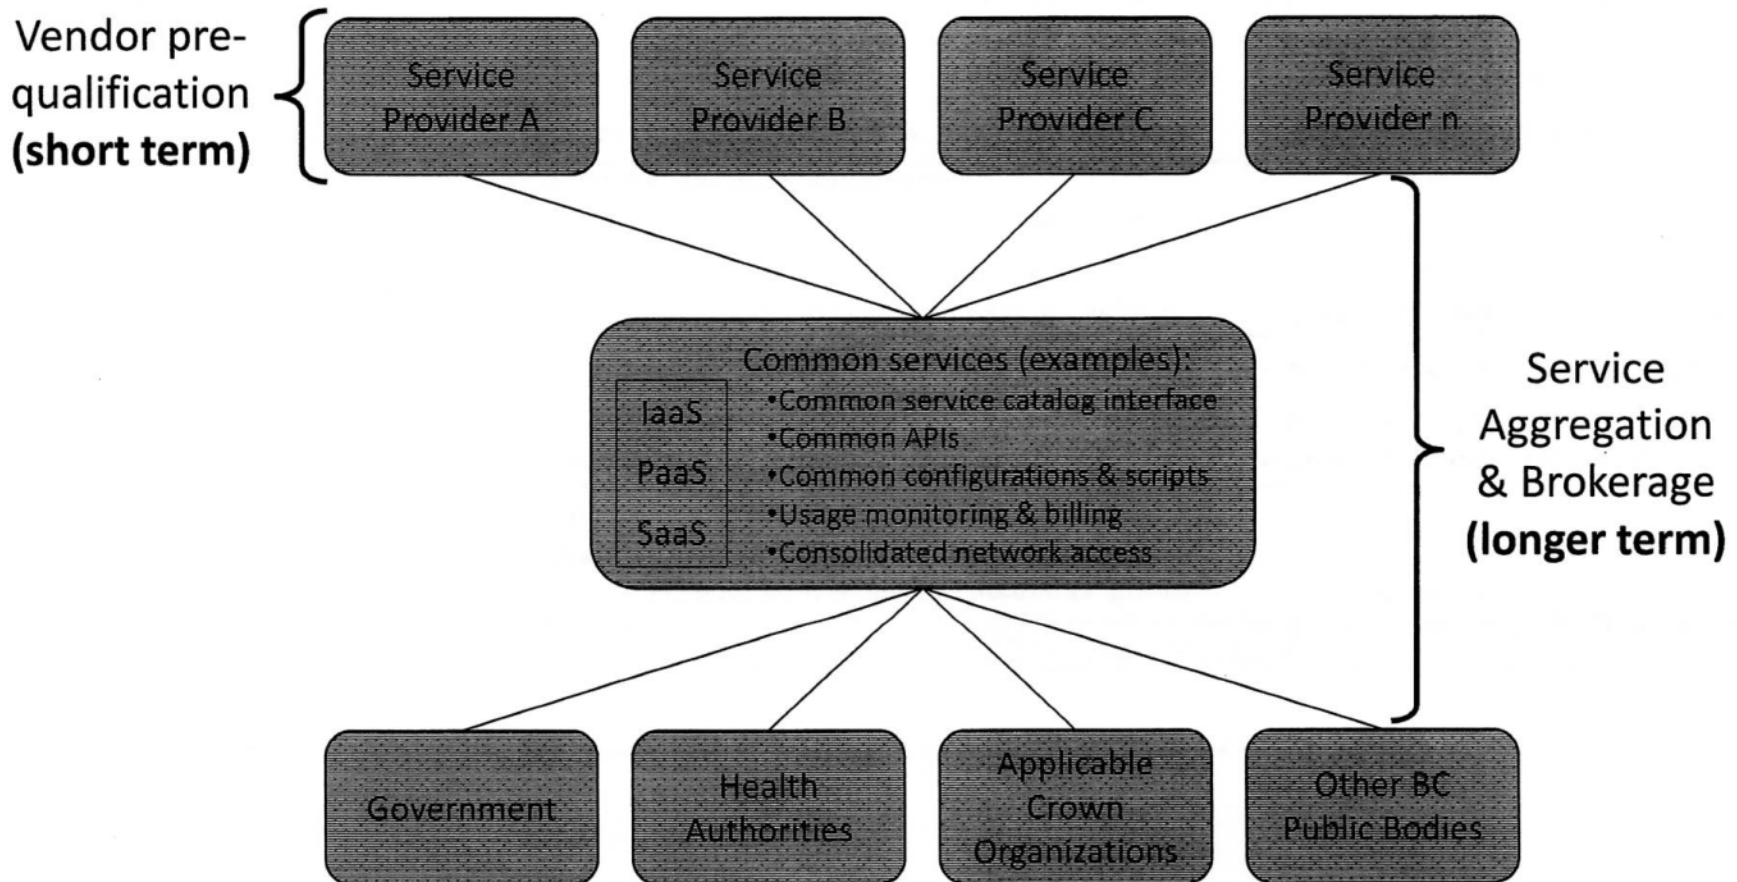 Vendor pre-
qualification
(short term)
Service
Provider A
Service
Provider B
Service
Provider C
Service
Provider n
Common services (examples):
IaaS
PaaS
SaaS
•Common service catalog interface
•Common APIs
•Common configurations & scripts
•Usage monitoring & billing
•Consolidated network access
Service
Aggregation
& Brokerage
(longer term)
Government
Health
Authorities
Applicable
Crown
Organizations
Other BC
Public Bodies